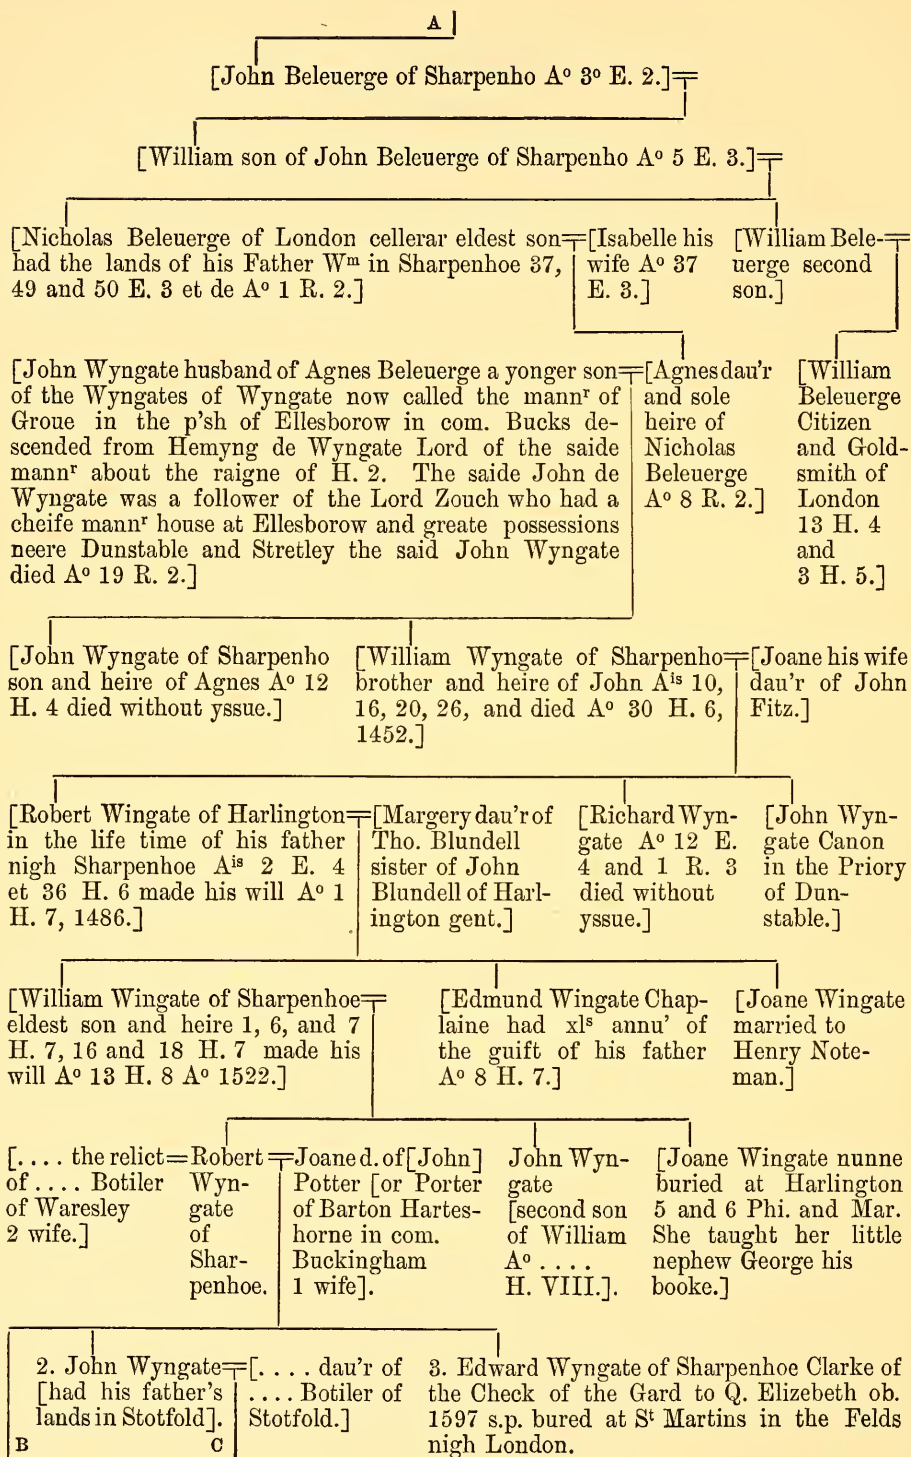 A
[John Beleuerge of Sharpenho Aᵒ 3ᵒ E. 2.]
[William son of John Beleuerge of Sharpenho Aᵒ 5 E. 3.]
[Nicholas Beleuerge of London cellerar eldest son
had the lands of his Father Wᵐ in Sharpenhoe 37,
49 and 50 E. 3 et de Aᵒ 1 R. 2.]
[Isabelle his
wife Aᵒ 37
E. 3.]
[William Bele-
uerge second
son.]
[John Wyngate husband of Agnes Beleuerge a yonger son
of the Wyngates of Wyngate now called the mannʳ of
Groue in the p'sh of Ellesborow in com. Bucks de-
scended from Hemyng de Wyngate Lord of the saide
mannʳ about the raigne of H. 2. The saide John de
Wyngate was a follower of the Lord Zouch who had a
cheife mannʳ house at Ellesborow and greate possessions
neere Dunstable and Stretley the said John Wyngate
died Aᵒ 19 R. 2.]
[Agnes dau'r
and sole
heire of
Nicholas
Beleuerge
Aᵒ 8 R. 2.]
[William
Beleuerge
Citizen
and Gold-
smith of
London
13 H. 4
and
3 H. 5.]
[John Wyngate of Sharpenho
son and heire of Agnes Aᵒ 12
H. 4 died without yssue.]
[William Wyngate of Sharpenho
brother and heire of John Aⁱˢ 10,
16, 20, 26, and died Aᵒ 30 H. 6,
1452.]
[Joane his wife
dau'r of John
Fitz.]
[Robert Wingate of Harlington
in the life time of his father
nigh Sharpenhoe Aⁱˢ 2 E. 4
et 36 H. 6 made his will Aᵒ 1
H. 7, 1486.]
[Margery dau'r of
Tho. Blundell
sister of John
Blundell of Harl-
ington gent.]
[Richard Wyn-
gate Aᵒ 12 E.
4 and 1 R. 3
died without
yssue.]
[John Wyn-
gate Canon
in the Priory
of Dun-
stable.]
[William Wingate of Sharpenhoe
eldest son and heire 1, 6, and 7
H. 7, 16 and 18 H. 7 made his
will Aᵒ 13 H. 8 Aᵒ 1522.]
[Edmund Wingate Chap-
laine had xlˢ annu' of
the guift of his father
Aᵒ 8 H. 7.]
[Joane Wingate
married to
Henry Note-
man.]
[.... the relict
of .... Botiler
of Waresley
2 wife.]
Robert
Wyn-
gate
of
Shar-
penhoe.
Joane d. of [John]
Potter [or Porter
of Barton Hartes-
horne in com.
Buckingham
1 wife].
John Wyn-
gate
[second son
of William
Aᵒ ....
H. VIII.].
[Joane Wingate nunne
buried at Harlington
5 and 6 Phi. and Mar.
She taught her little
nephew George his
booke.]
2. John Wyngate
[had his father's
lands in Stotfold].
[.... dau'r of
.... Botiler of
Stotfold.]
3. Edward Wyngate of Sharpenhoe Clarke of
the Check of the Gard to Q. Elizebeth ob.
1597 s.p. bured at Sᵗ Martins in the Felds
nigh London.
B C